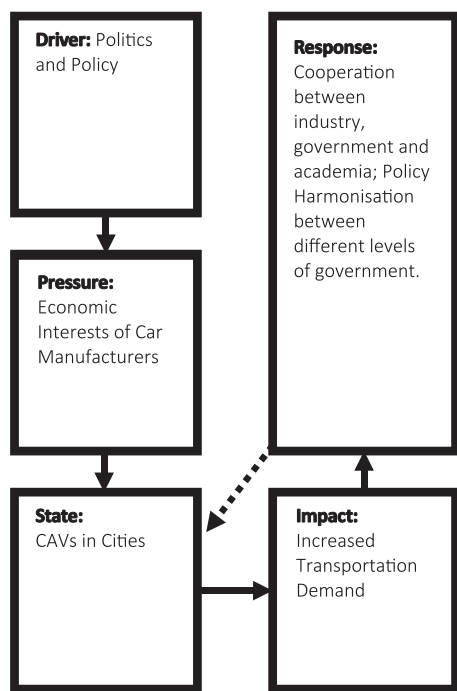 Driver: Politics
and Policy
Pressure:
Economic
Interests of Car
Manufacturers
State:
CAVs in Cities
Impact:
Increased
Transportation
Demand
Response:
Cooperation
between
industry,
government and
academia; Policy
Harmonisation
between
different levels
of government.